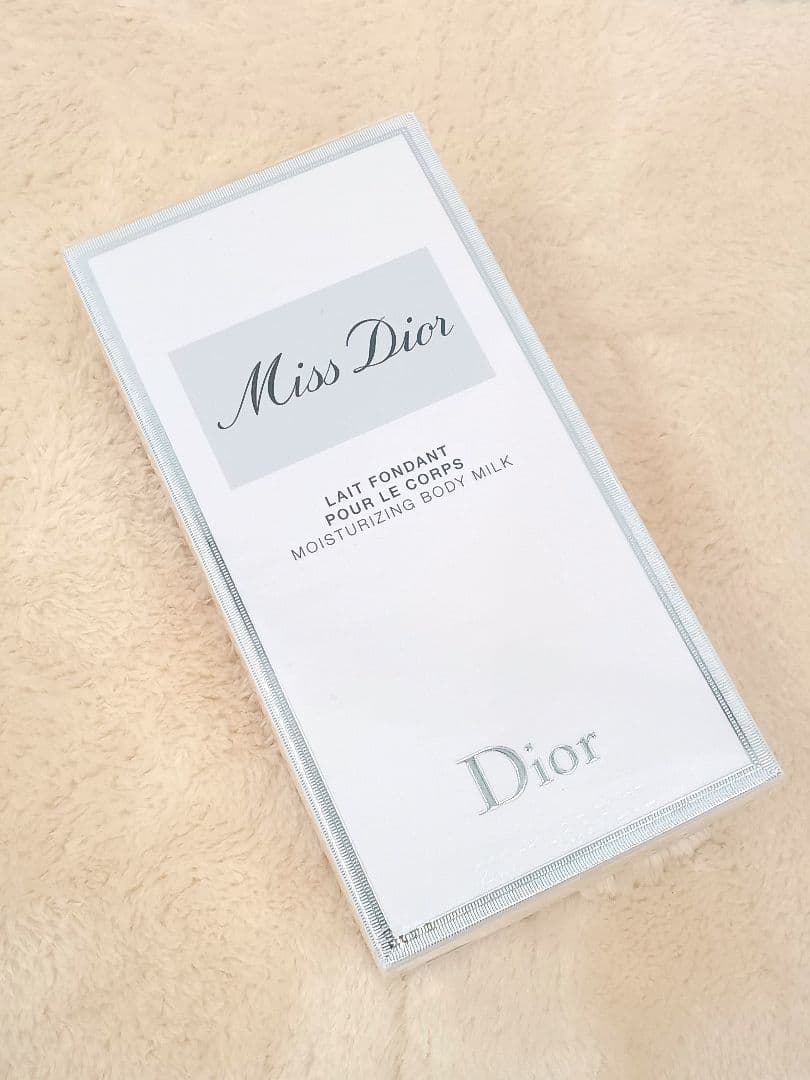 Miss Dior
LAIT FONDANT
POUR LE CORPS
MOISTURIZING BODY MILK
Dior